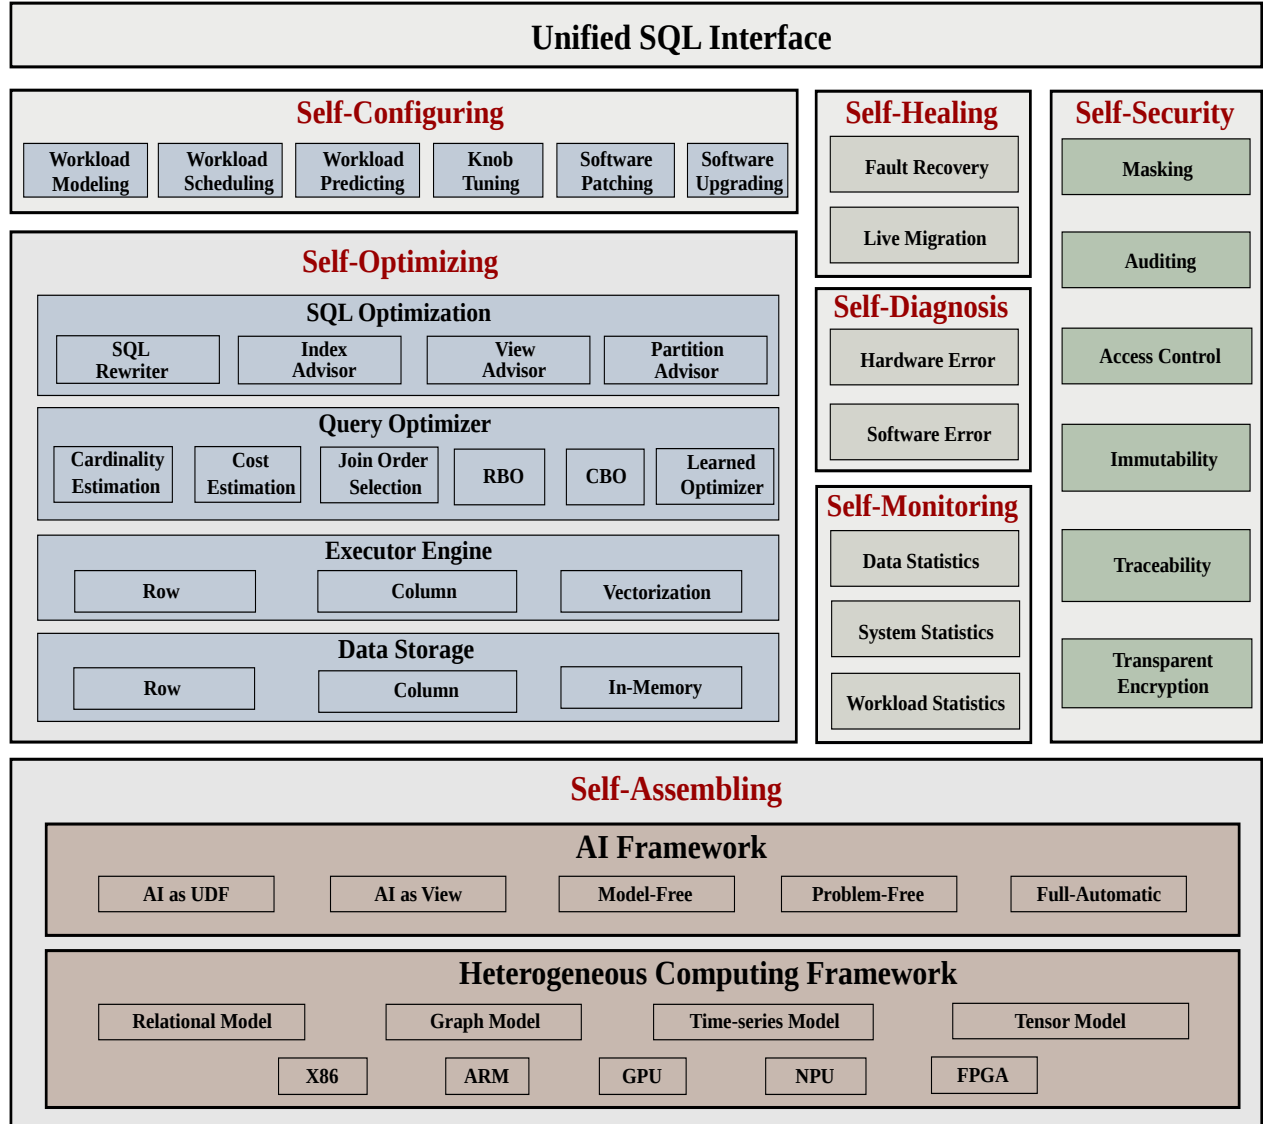 Unified SQL Interface
Self-Configuring
Workload
Modeling
Workload
Scheduling
Workload
Predicting
Knob
Tuning
Software
Patching
Software
Upgrading
Self-Optimizing
SQL Optimization
SQL
Rewriter
Index
Advisor
View
Advisor
Partition
Advisor
Query Optimizer
Cardinality
Estimation
Cost
Estimation
Join Order
Selection
RBO
CBO
Learned
Optimizer
Executor Engine
Row
Column
Vectorization
Data Storage
Row
Column
In-Memory
Self-Healing
Fault Recovery
Live Migration
Self-Diagnosis
Hardware Error
Software Error
Self-Monitoring
Data Statistics
System Statistics
Workload Statistics
Self-Security
Masking
Auditing
Access Control
Immutability
Traceability
Transparent
Encryption
Self-Assembling
AI Framework
AI as UDF
AI as View
Model-Free
Problem-Free
Full-Automatic
Heterogeneous Computing Framework
Relational Model
Graph Model
Time-series Model
Tensor Model
X86
ARM
GPU
NPU
FPGA